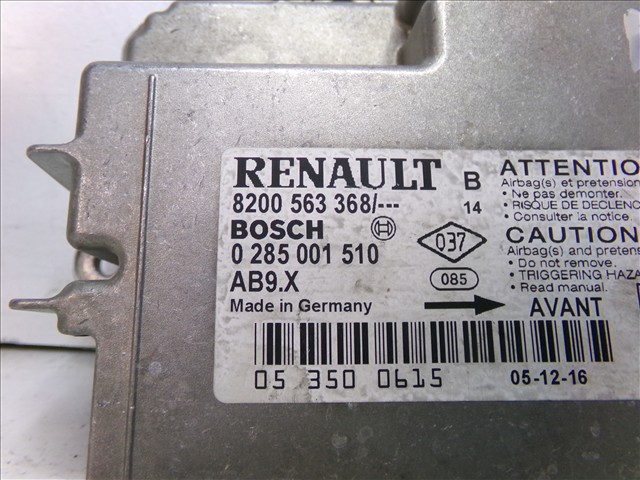 RENAULT B
8200 563 368/--- 14
BOSCH
0 285 001 510 037
AB9.X 085
Made in Germany AVANT
05 350 0615 05-12-16
ATTENTIO
Airbag(s) et pretension
• Ne pas demonter.
• RISQUE DE DECLENC
• Consulter la notice.
CAUTION
Airbag(s) and pretens
• Do not remove.
• TRIGGERING HAZA
• Read manual.